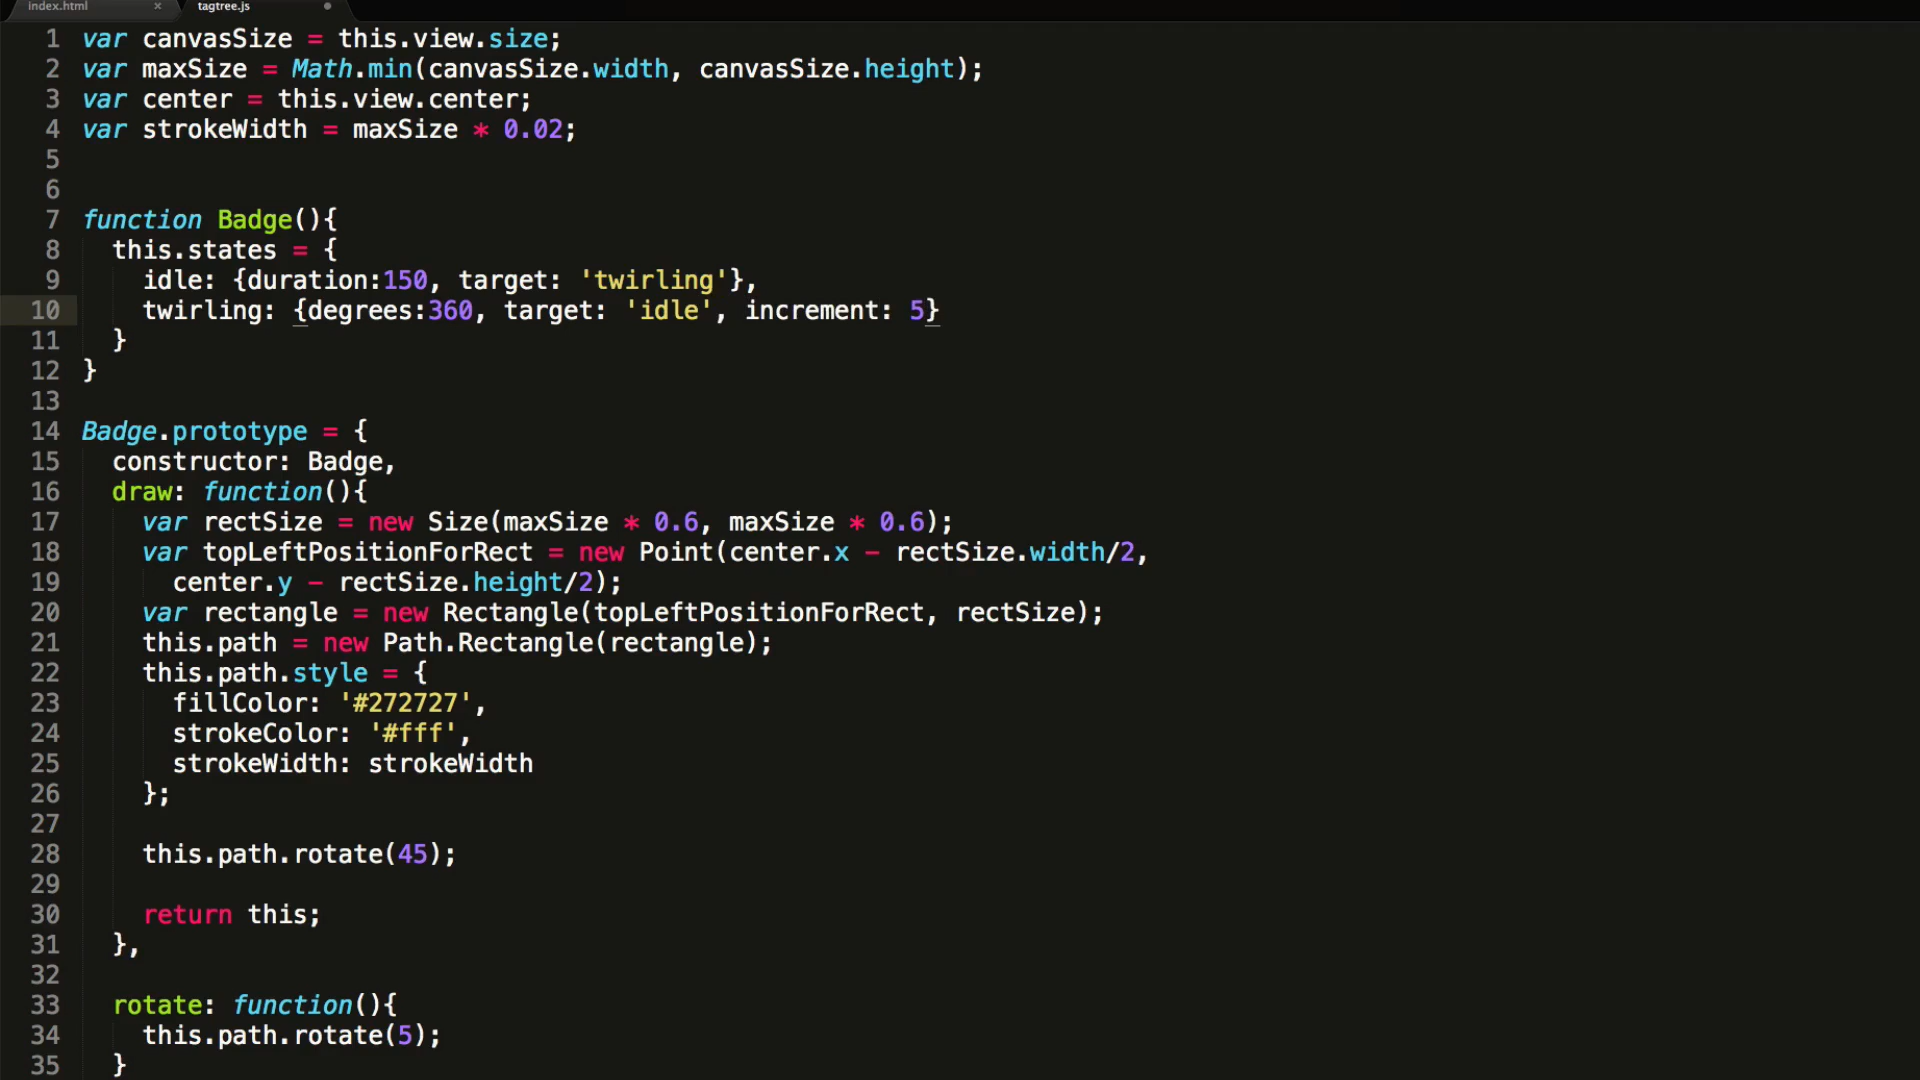 index.html × tagtree.js
1 var canvasSize = this.view.size;
2 var maxSize = Math.min(canvasSize.width, canvasSize.height);
3 var center = this.view.center;
4 var strokeWidth = maxSize * 0.02;
5
6
7 function Badge(){
8 this.states = {
9 idle: {duration:150, target: 'twirling'},
10 twirling: {degrees:360, target: 'idle', increment: 5}
11 }
12 }
13
14 Badge.prototype = {
15 constructor: Badge,
16 draw: function(){
17 var rectSize = new Size(maxSize * 0.6, maxSize * 0.6);
18 var topLeftPositionForRect = new Point(center.x - rectSize.width/2,
19 center.y - rectSize.height/2);
20 var rectangle = new Rectangle(topLeftPositionForRect, rectSize);
21 this.path = new Path.Rectangle(rectangle);
22 this.path.style = {
23 fillColor: '#272727',
24 strokeColor: '#fff',
25 strokeWidth: strokeWidth
26 };
27
28 this.path.rotate(45);
29
30 return this;
31 },
32
33 rotate: function(){
34 this.path.rotate(5);
35 }